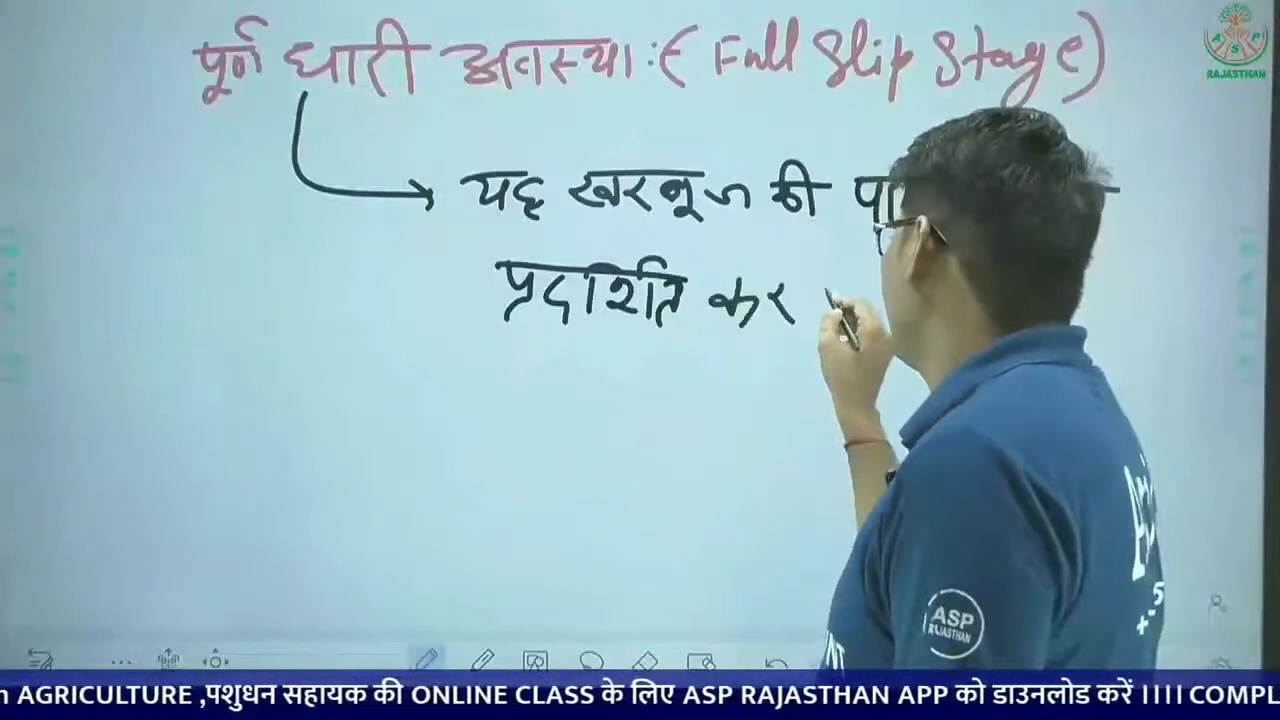 पूर्ण धारी अवस्था :- ( Full Slip Stage )
यह खरबूज की
प्रदर्शित कर
ASP
RAJASTHAN
ASP
RAJASTHAN
n AGRICULTURE ,पशुधन सहायक की ONLINE CLASS के लिए ASP RAJASTHAN APP को डाउनलोड करें ।।।। COMPL